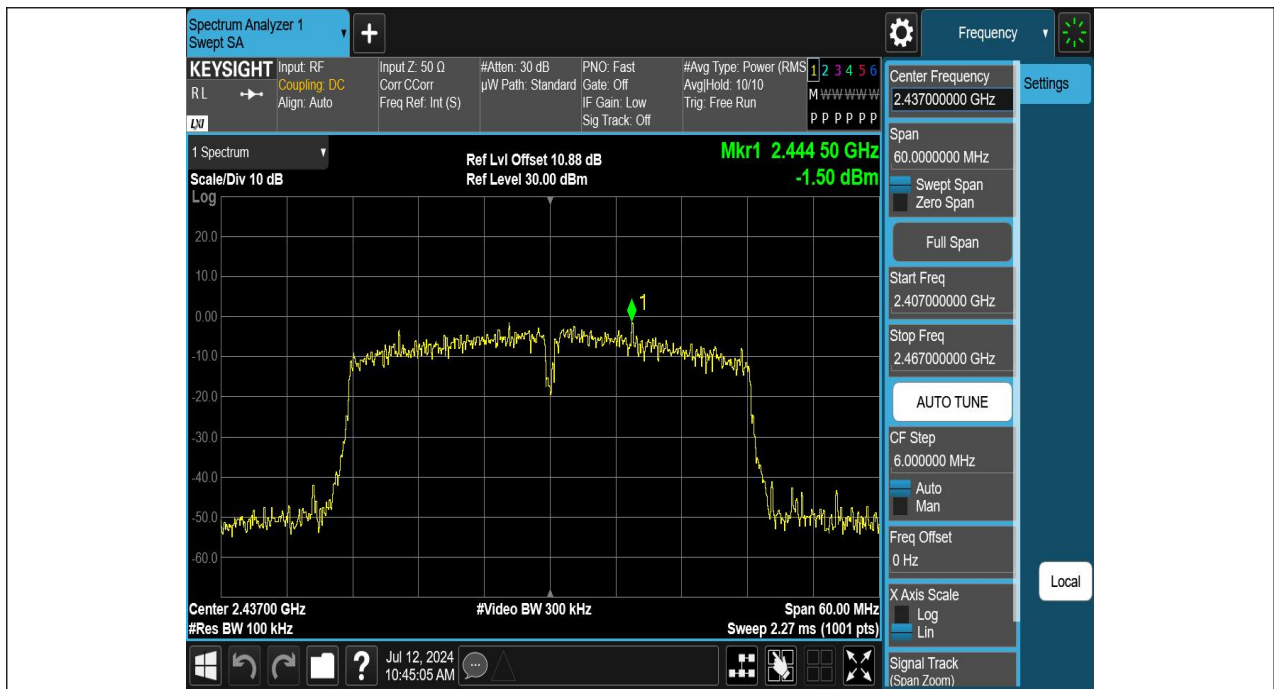 Spectrum Analyzer 1
Swept SA
+
Frequency
KEYSIGHT
RL
LXI
Input: RF
Coupling: DC
Align: Auto
Input Z: 50 Ω
Corr CCorr
Freq Ref: Int (S)
#Atten: 30 dB
µW Path: Standard
PNO: Fast
Gate: Off
IF Gain: Low
Sig Track: Off
#Avg Type: Power (RMS
Avg|Hold: 10/10
Trig: Free Run
1 2 3 4 5 6
M W W W W W
P P P P P P
1 Spectrum
Scale/Div 10 dB
Log
Ref Lvl Offset 10.88 dB
Ref Level 30.00 dBm
Mkr1 2.444 50 GHz
-1.50 dBm
1
20.0
10.0
0.00
-10.0
-20.0
-30.0
-40.0
-50.0
-60.0
Center 2.43700 GHz
#Res BW 100 kHz
#Video BW 300 kHz
Span 60.00 MHz
Sweep 2.27 ms (1001 pts)
Center Frequency
2.437000000 GHz
Span
60.0000000 MHz
Swept Span
Zero Span
Full Span
Start Freq
2.407000000 GHz
Stop Freq
2.467000000 GHz
AUTO TUNE
CF Step
6.000000 MHz
Auto
Man
Freq Offset
0 Hz
X Axis Scale
Log
Lin
Signal Track
(Span Zoom)
Settings
Local
?
Jul 12, 2024
10:45:05 AM